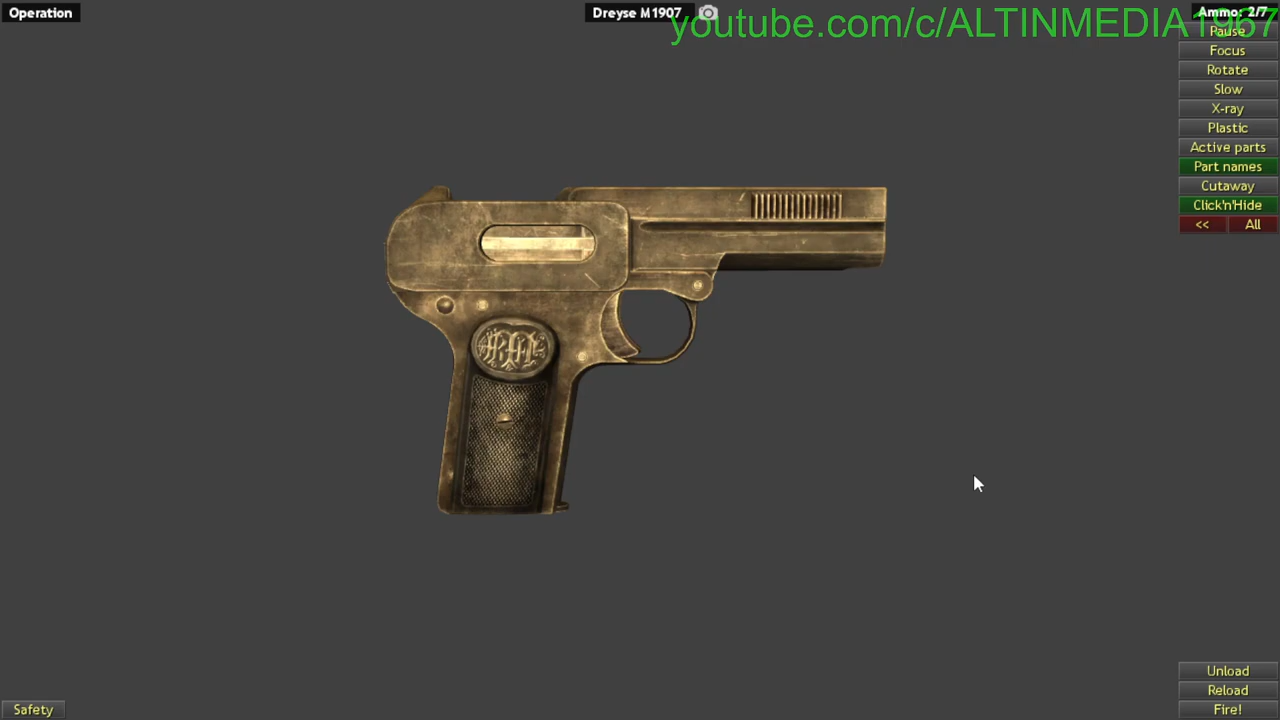 Operation
Dreyse M1907
Ammo: 2/7
youtube.com/c/ALTINMEDIA1967
Pause
Focus
Rotate
Slow
X-ray
Plastic
Active parts
Part names
Cutaway
Click'n'Hide
<< All
Unload
Reload
Safety
Fire!